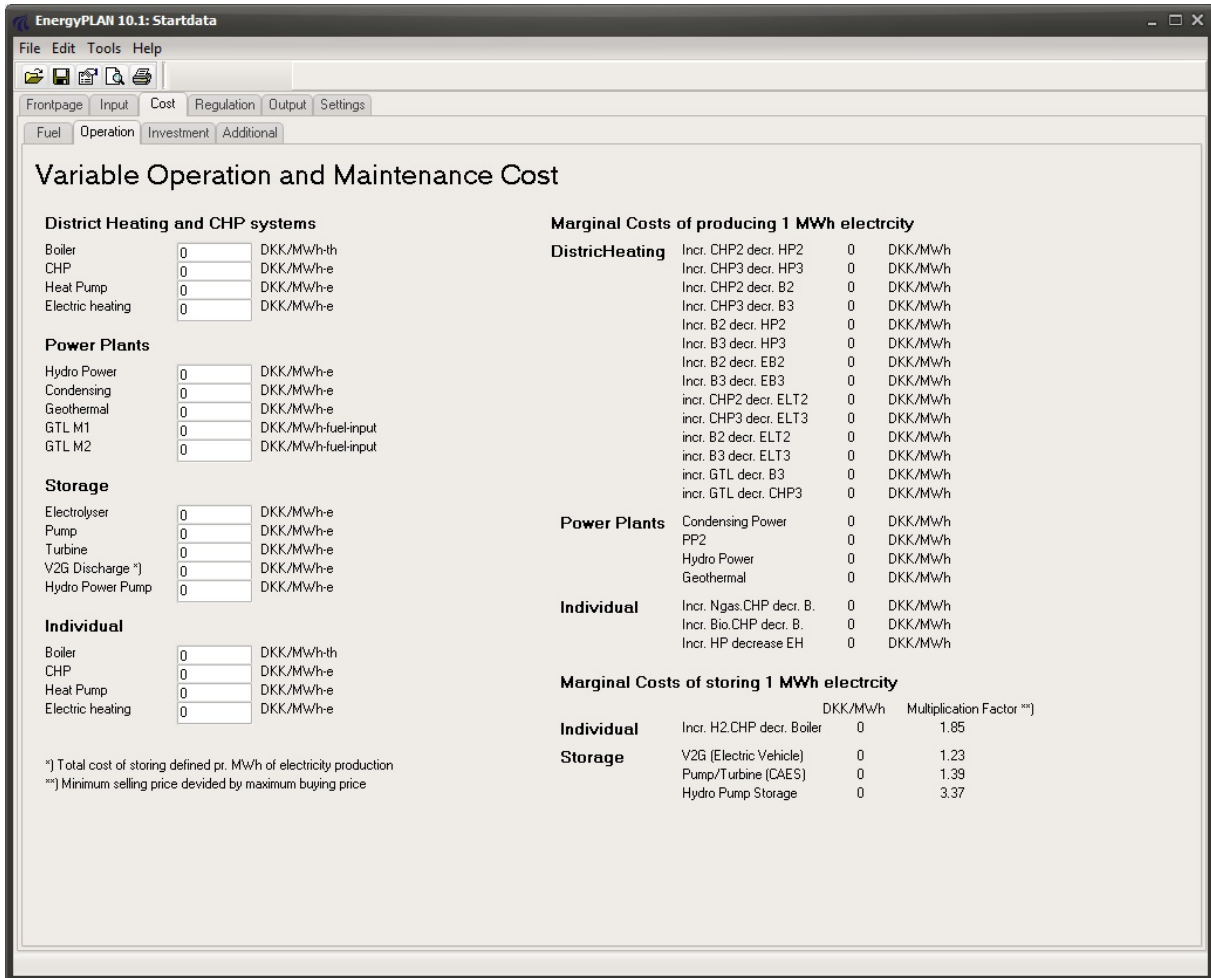 EnergyPLAN 10.1: Startdata
File Edit Tools Help
Frontpage Input Cost Regulation Output Settings
Fuel Operation Investment Additional
Variable Operation and Maintenance Cost
District Heating and CHP systems
Boiler 0 DKK/MWh-th
CHP 0 DKK/MWh-e
Heat Pump 0 DKK/MWh-e
Electric heating 0 DKK/MWh-e
Power Plants
Hydro Power 0 DKK/MWh-e
Condensing 0 DKK/MWh-e
Geothermal 0 DKK/MWh-e
GTL M1 0 DKK/MWh-fuel-input
GTL M2 0 DKK/MWh-fuel-input
Storage
Electrolyser 0 DKK/MWh-e
Pump 0 DKK/MWh-e
Turbine 0 DKK/MWh-e
V2G Discharge *) 0 DKK/MWh-e
Hydro Power Pump 0 DKK/MWh-e
Individual
Boiler 0 DKK/MWh-th
CHP 0 DKK/MWh-e
Heat Pump 0 DKK/MWh-e
Electric heating 0 DKK/MWh-e
*) Total cost of storing defined pr. MWh of electricity production
**) Minimum selling price devided by maximum buying price
Marginal Costs of producing 1 MWh electrcity
DistricHeating Incr. CHP2 decr. HP2 0 DKK/MWh
Incr. CHP3 decr. HP3 0 DKK/MWh
Incr. CHP2 decr. B2 0 DKK/MWh
Incr. CHP3 decr. B3 0 DKK/MWh
Incr. B2 decr. HP2 0 DKK/MWh
Incr. B3 decr. HP3 0 DKK/MWh
Incr. B2 decr. EB2 0 DKK/MWh
Incr. B3 decr. EB3 0 DKK/MWh
incr. CHP2 decr. ELT2 0 DKK/MWh
incr. CHP3 decr. ELT3 0 DKK/MWh
incr. B2 decr. ELT2 0 DKK/MWh
incr. B3 decr. ELT3 0 DKK/MWh
incr. GTL decr. B3 0 DKK/MWh
incr. GTL decr. CHP3 0 DKK/MWh
Power Plants Condensing Power 0 DKK/MWh
PP2 0 DKK/MWh
Hydro Power 0 DKK/MWh
Geothermal 0 DKK/MWh
Individual Incr. Ngas.CHP decr. B. 0 DKK/MWh
Incr. Bio.CHP decr. B. 0 DKK/MWh
Incr. HP decrease EH 0 DKK/MWh
Marginal Costs of storing 1 MWh electrcity
DKK/MWh Multiplication Factor **)
Individual Incr. H2.CHP decr. Boiler 0 1.85
Storage V2G (Electric Vehicle) 0 1.23
Pump/Turbine (CAES) 0 1.39
Hydro Pump Storage 0 3.37